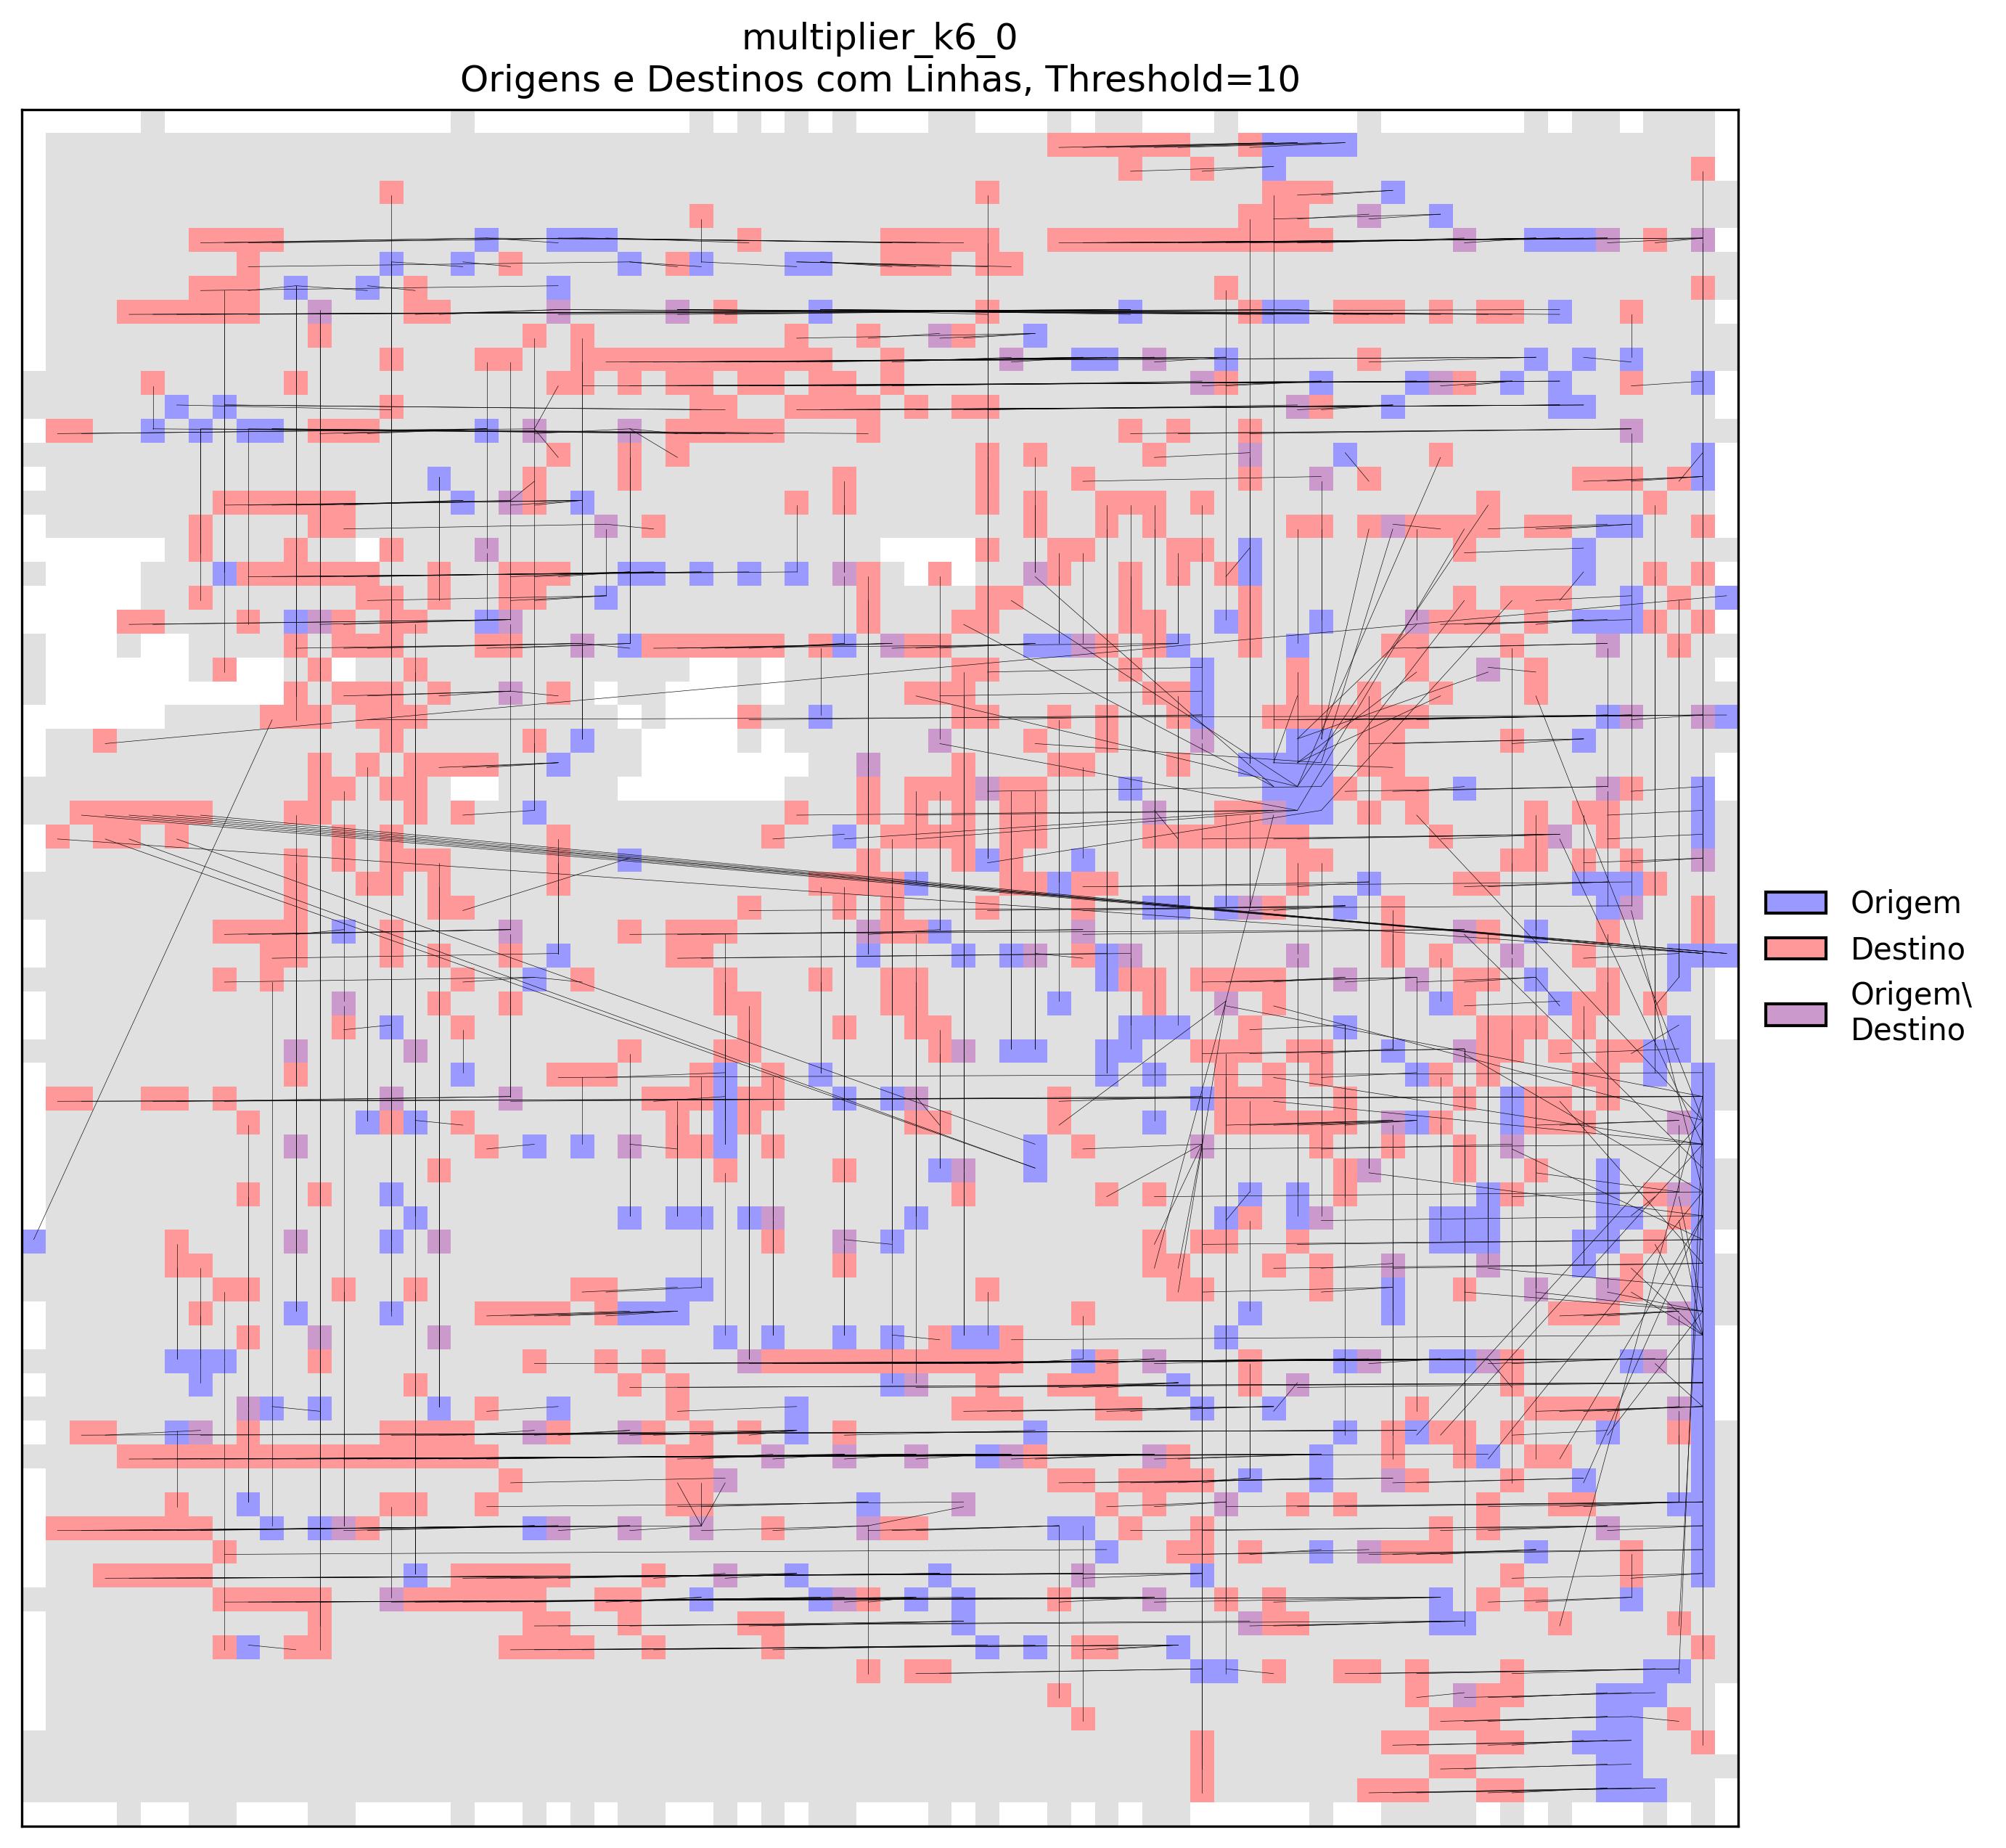 multiplier_k6_0
Origens e Destinos com Linhas, Threshold=10
Origem
Destino
Origem\
Destino